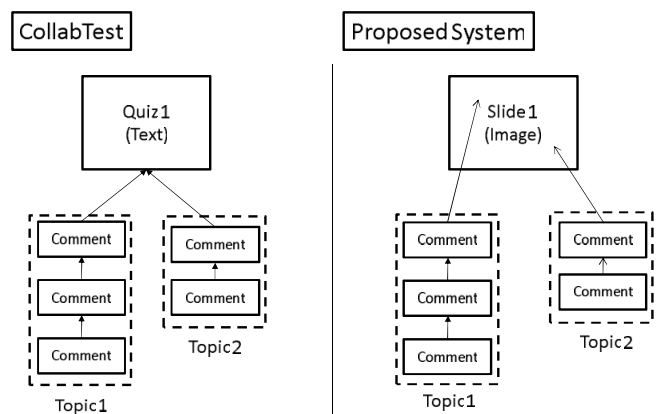 CollabTest
Quiz1
(Text)
Comment
Comment
Comment
Topic1
Comment
Comment
Topic2
Proposed System
Slide1
(Image)
Comment
Comment
Comment
Topic1
Comment
Comment
Topic2